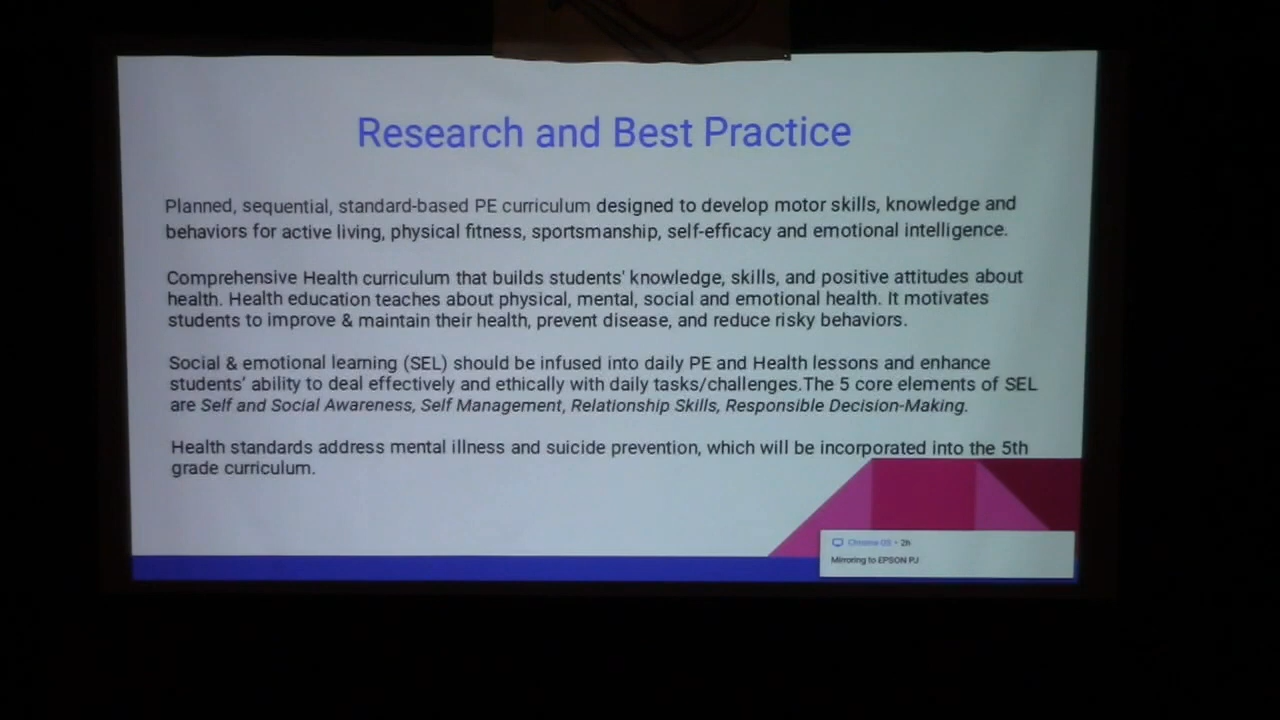 Research and Best Practice
Planned, sequential, standard-based PE curriculum designed to develop motor skills, knowledge and
behaviors for active living, physical fitness, sportsmanship, self-efficacy and emotional intelligence.
Comprehensive Health curriculum that builds students' knowledge, skills, and positive attitudes about
health. Health education teaches about physical, mental, social and emotional health. It motivates
students to improve & maintain their health, prevent disease, and reduce risky behaviors.
Social & emotional learning (SEL) should be infused into daily PE and Health lessons and enhance
students' ability to deal effectively and ethically with daily tasks/challenges.The 5 core elements of SEL
are Self and Social Awareness, Self Management, Relationship Skills, Responsible Decision-Making.
Health standards address mental illness and suicide prevention, which will be incorporated into the 5th
grade curriculum.
Chrome OS • 2h
Mirroring to EPSON PJ